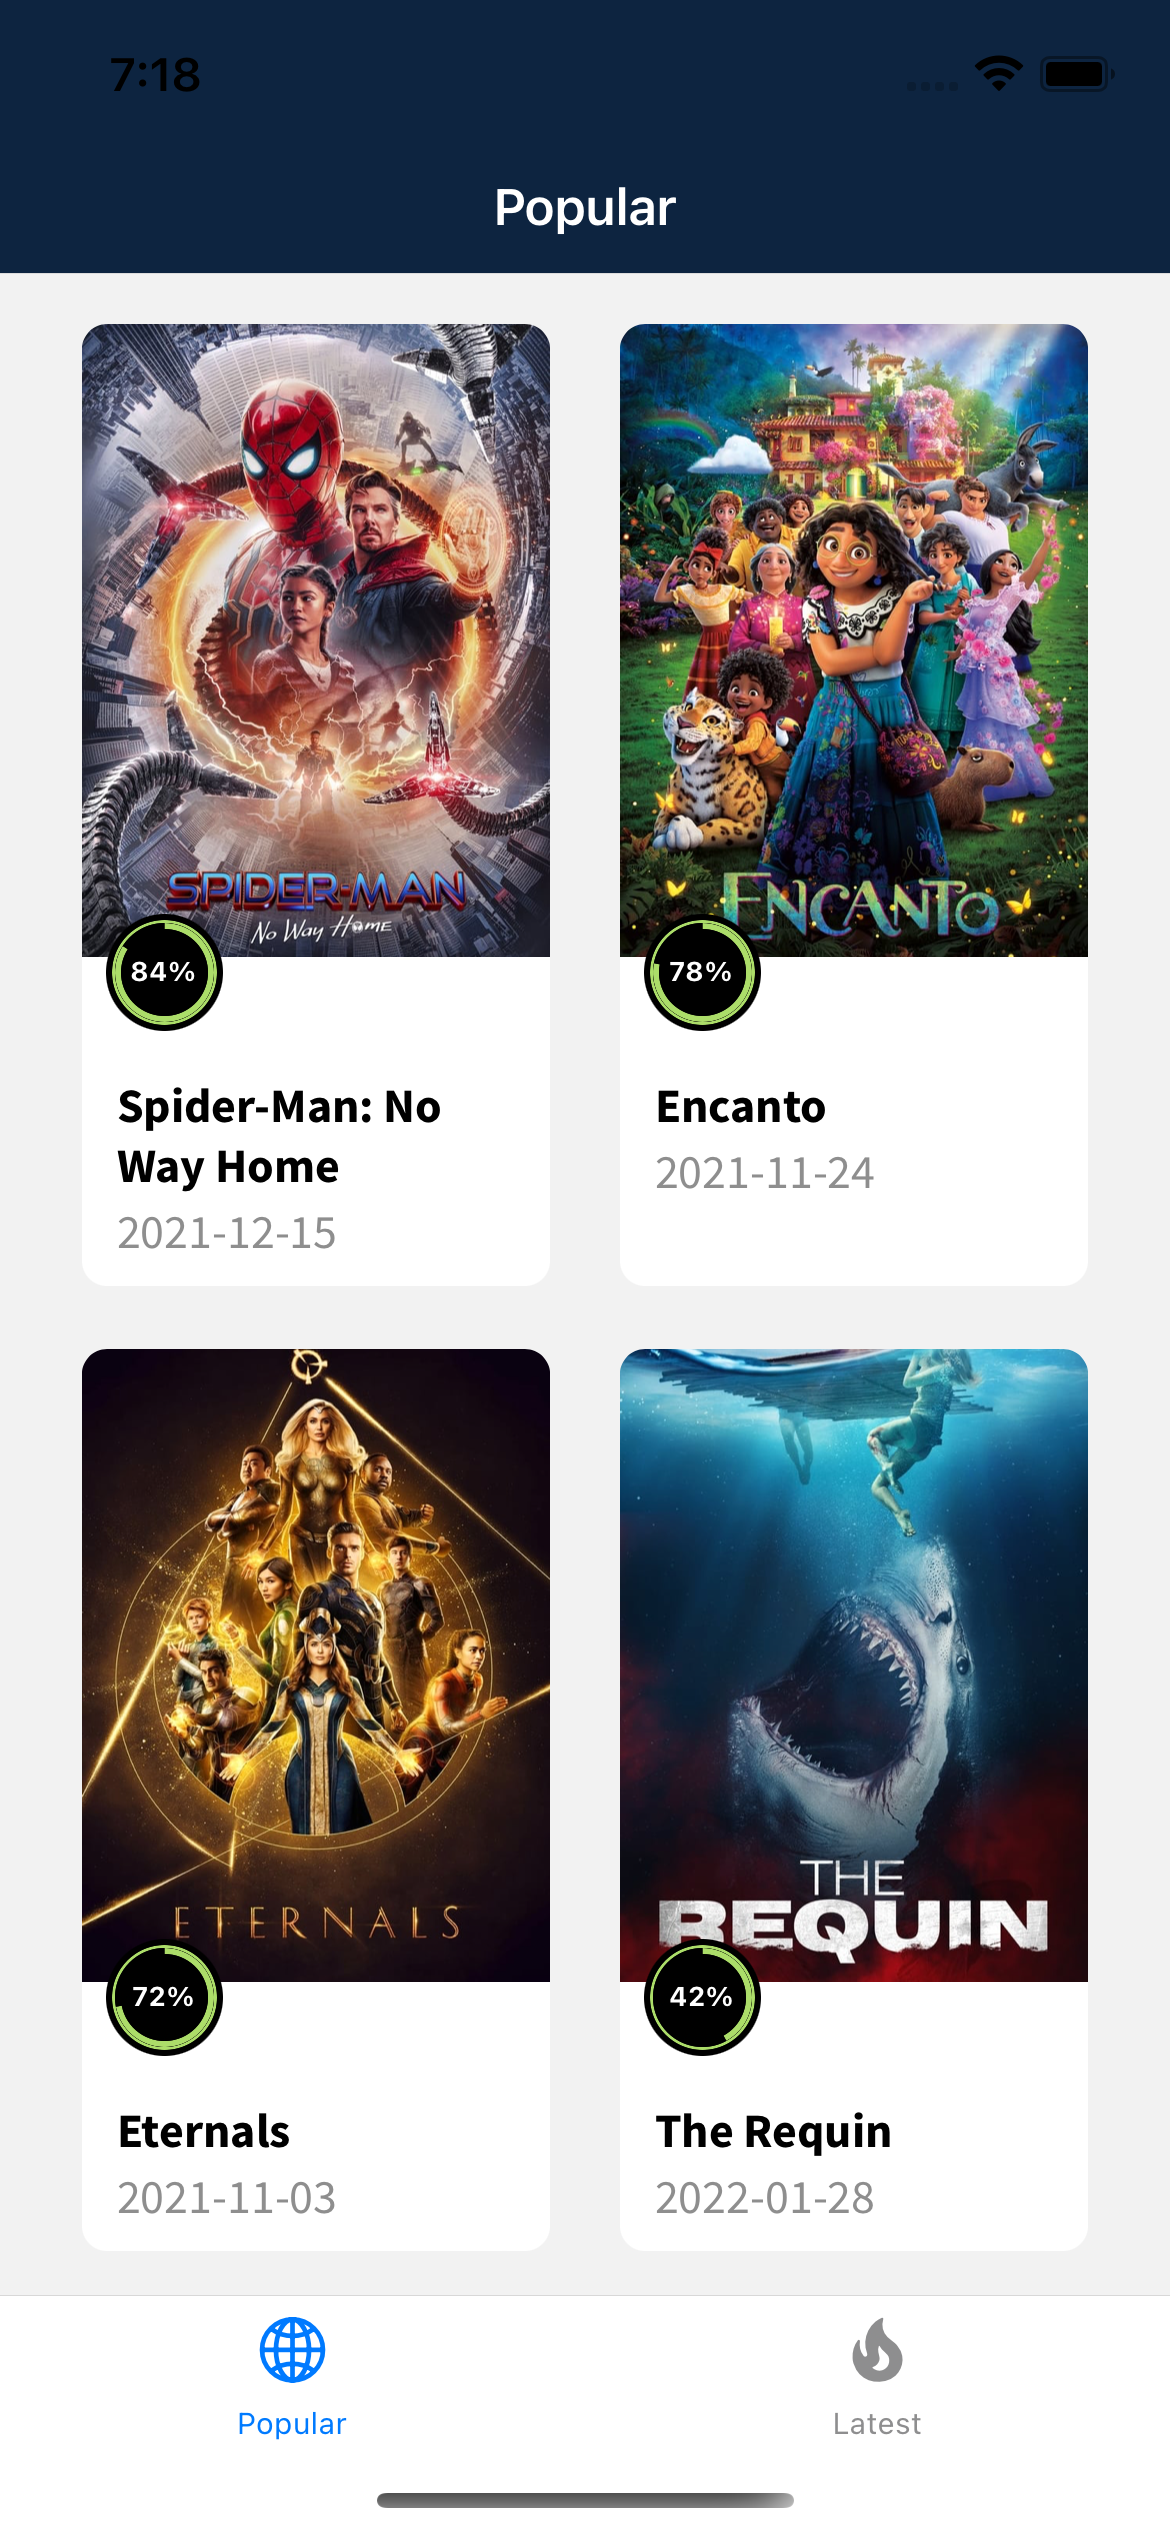 7:18
Popular
SPIDER-MAN
No Way Home
84%
Spider-Man: No
Way Home
2021-12-15
ENCANTO
78%
Encanto
2021-11-24
ETERNALS
72%
Eternals
2021-11-03
THE
REQUIN
42%
The Requin
2022-01-28
Popular
Latest